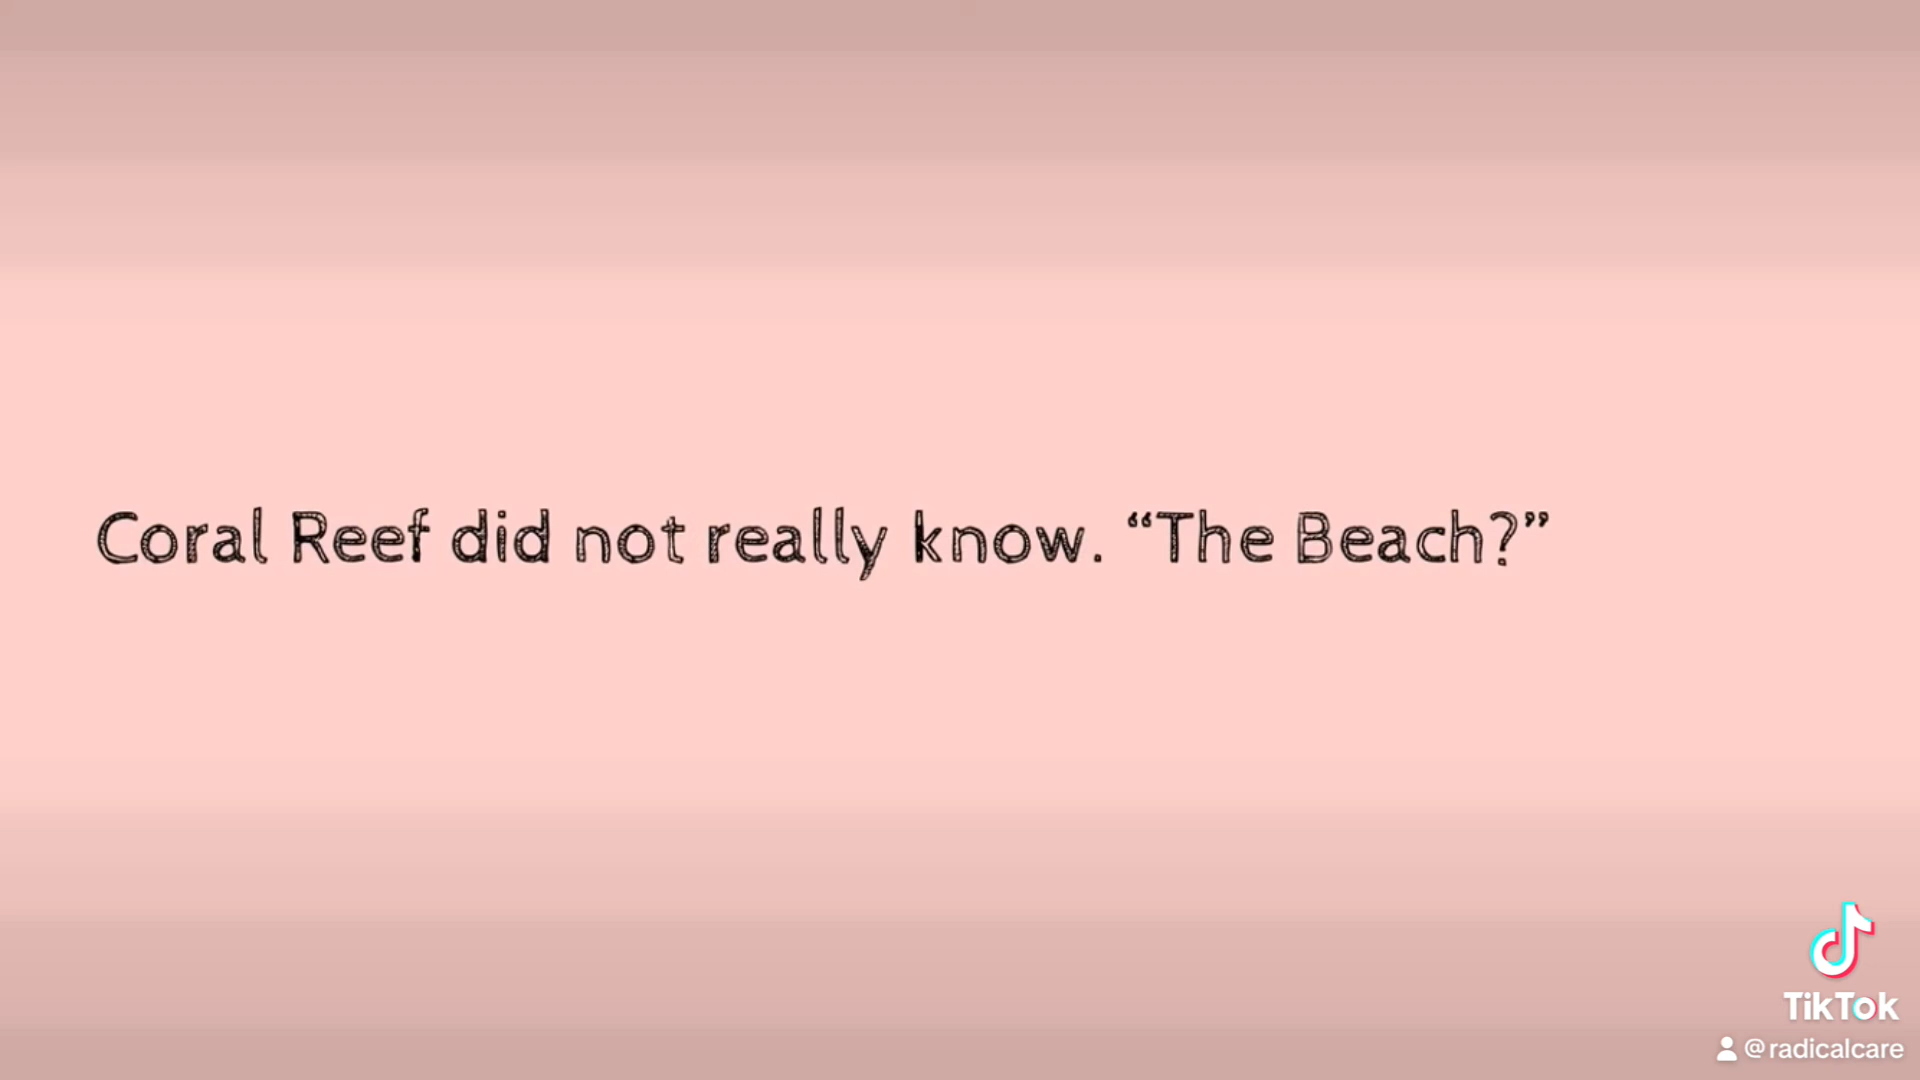 Coral Reef did not really know. “The Beach?”
TikTok
@radicalcare